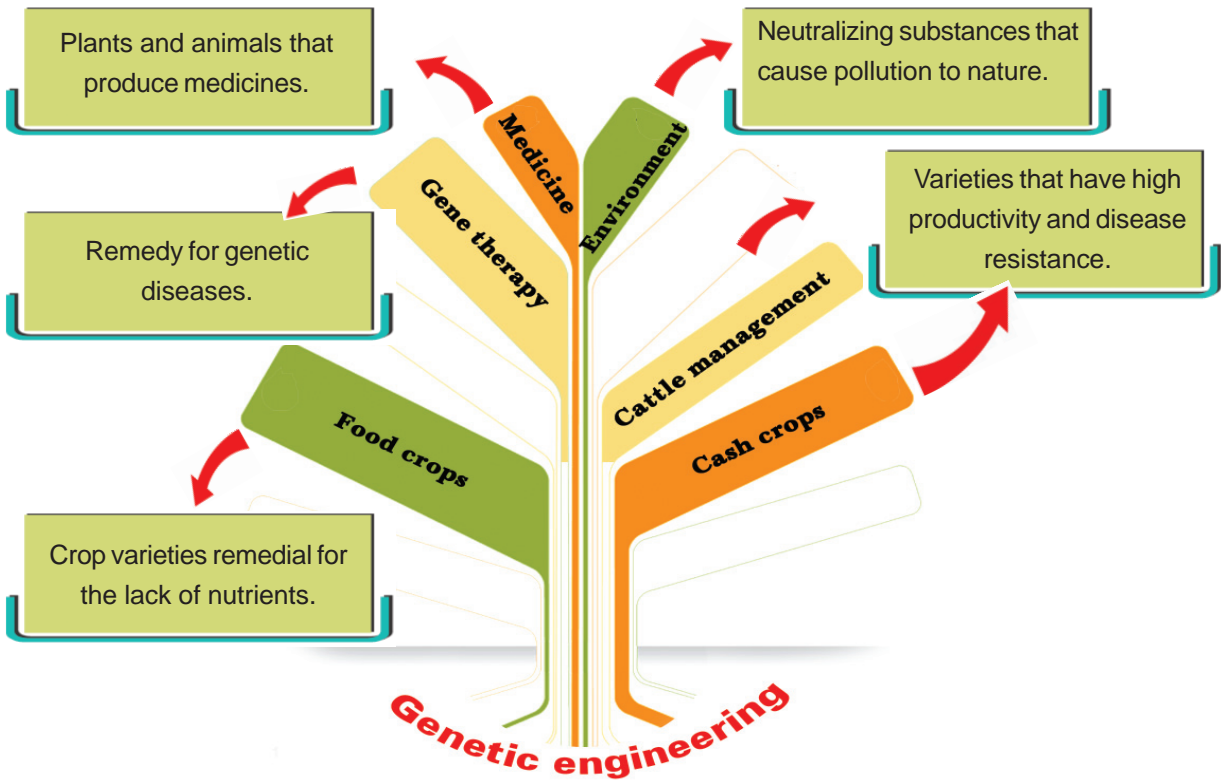 Plants and animals that
produce medicines.
Neutralizing substances that
cause pollution to nature.
Medicine
Environment
Gene therapy
Remedy for genetic
diseases.
Varieties that have high
productivity and disease
resistance.
Cattle management
Food crops
Cash crops
Crop varieties remedial for
the lack of nutrients.
Genetic engineering